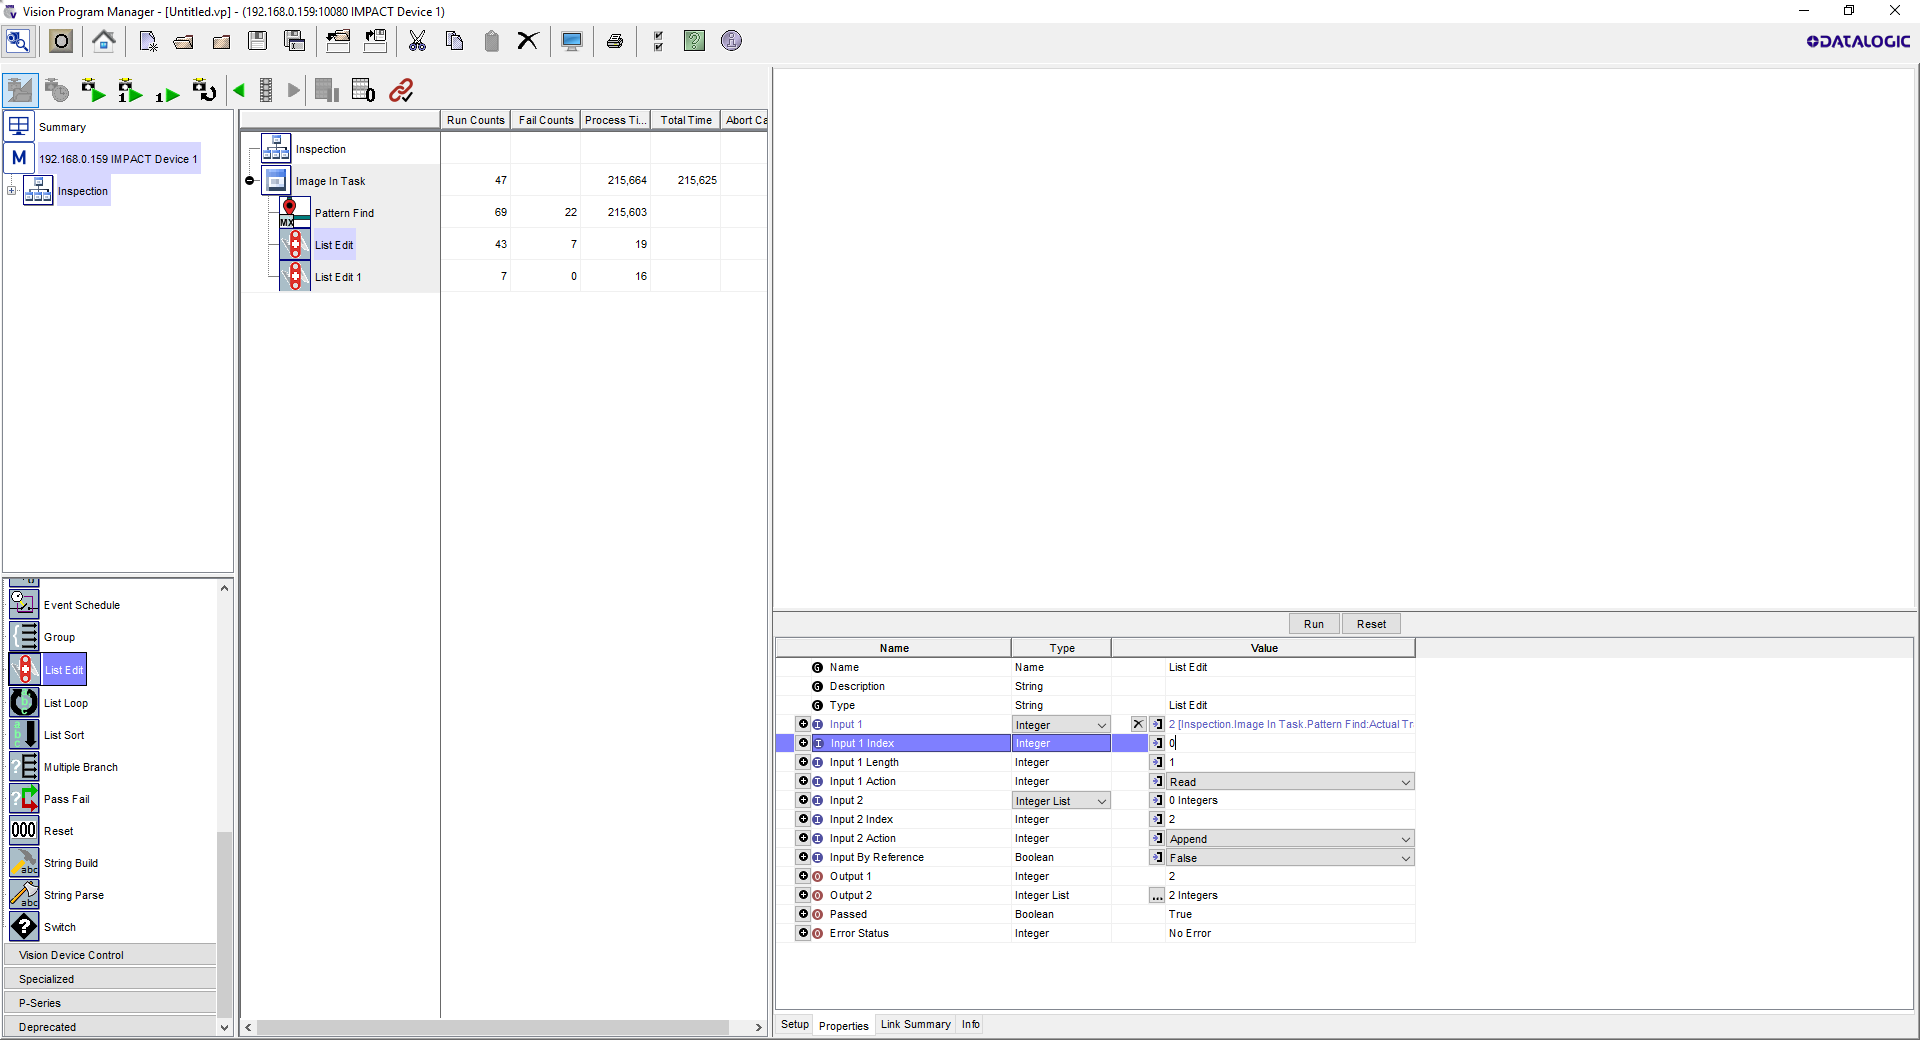 Vision Program Manager - [Untitled.vp] - (192.168.0.159:10080 IMPACT Device 1)
DATALOGIC
Summary
M
192.168.0.159 IMPACT Device 1
Inspection
Run Counts Fail Counts Process Ti... Total Time Abort Ca
Inspection
Image In Task 47 215,664 215,625
Pattern Find 69 22 215,603
List Edit 43 7 19
List Edit 1 7 0 16
Event Schedule
Group
List Edit
List Loop
List Sort
Multiple Branch
Pass Fail
000 Reset
String Build
String Parse
Switch
Vision Device Control
Specialized
P-Series
Deprecated
Run Reset
Name Type Value
Name Name List Edit
Description String
Type String List Edit
Input 1 Integer 2 [Inspection.Image In Task.Pattern Find:Actual Tr
Input 1 Index Integer 0
Input 1 Length Integer 1
Input 1 Action Integer Read
Input 2 Integer List 0 Integers
Input 2 Index Integer 2
Input 2 Action Integer Append
Input By Reference Boolean False
Output 1 Integer 2
Output 2 Integer List ... 2 Integers
Passed Boolean True
Error Status Integer No Error
Setup Properties Link Summary Info